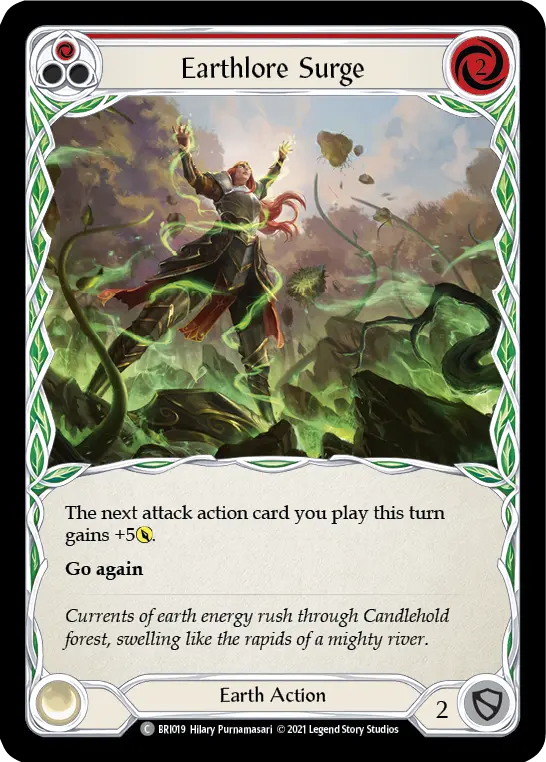 Earthlore Surge
2
The next attack action card you play this turn
gains +5.
Go again
Currents of earth energy rush through Candlehold
forest, swelling like the rapids of a mighty river.
Earth Action
2
C BRI019 Hilary Purnamasari © 2021 Legend Story Studios